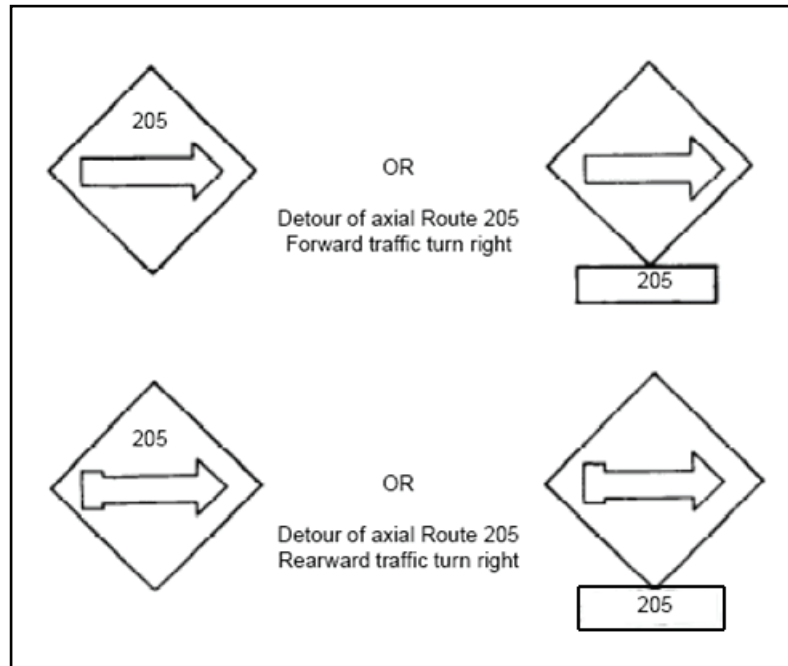 205
OR
Detour of axial Route 205
Forward traffic turn right
205
205
OR
Detour of axial Route 205
Rearward traffic turn right
205